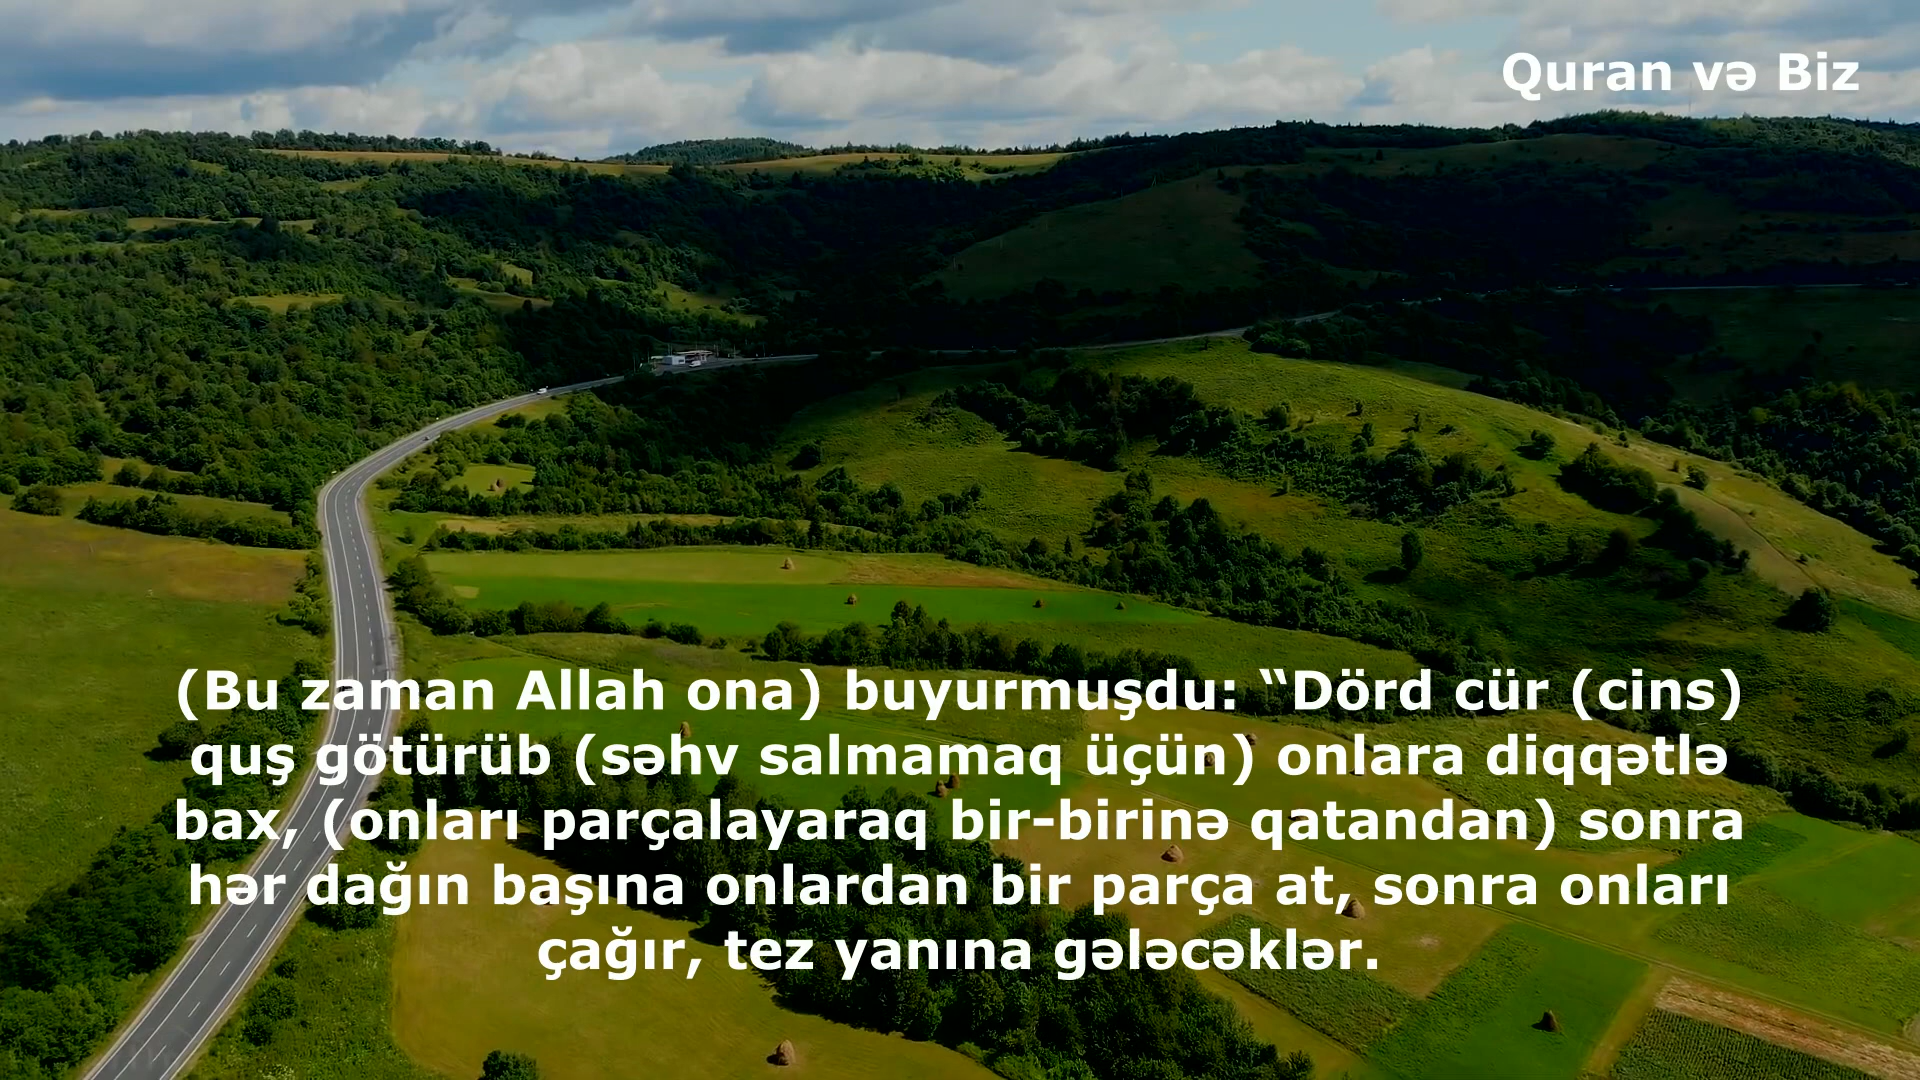 Quran və Biz
(Bu zaman Allah ona) buyurmuşdu: “Dörd cür (cins)
quş götürüb (səhv salmamaq üçün) onlara diqqətlə
bax, (onları parçalayaraq bir-birinə qatandan) sonra
hər dağın başına onlardan bir parça at, sonra onları
çağır, tez yanına gələcəklər.